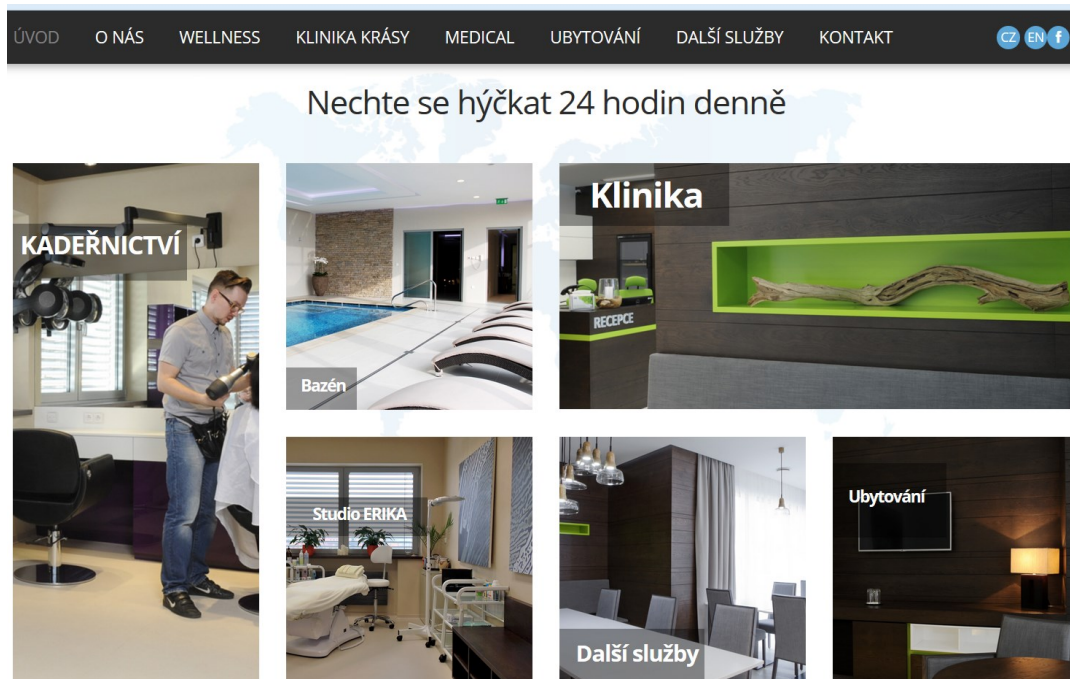 ÚVOD O NÁS WELLNESS KLINIKA KRÁSY MEDICAL UBYTOVÁNÍ DALŠÍ SLUŽBY KONTAKT CZ EN f
Nechte se hýčkat 24 hodin denně
KADEŘNICTVÍ
Bazén
Klinika
RECEPCE
Studio ERIKA
Další služby
Ubytování